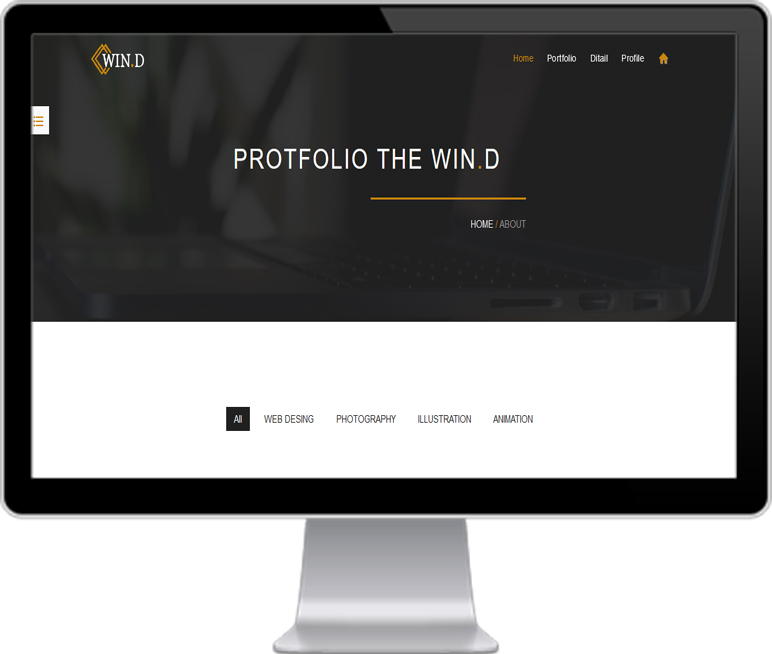 WIN.D
Home Portfolio Ditail Profile
PROTFOLIO THE WIN.D
HOME / ABOUT
All WEB DESING PHOTOGRAPHY ILLUSTRATION ANIMATION